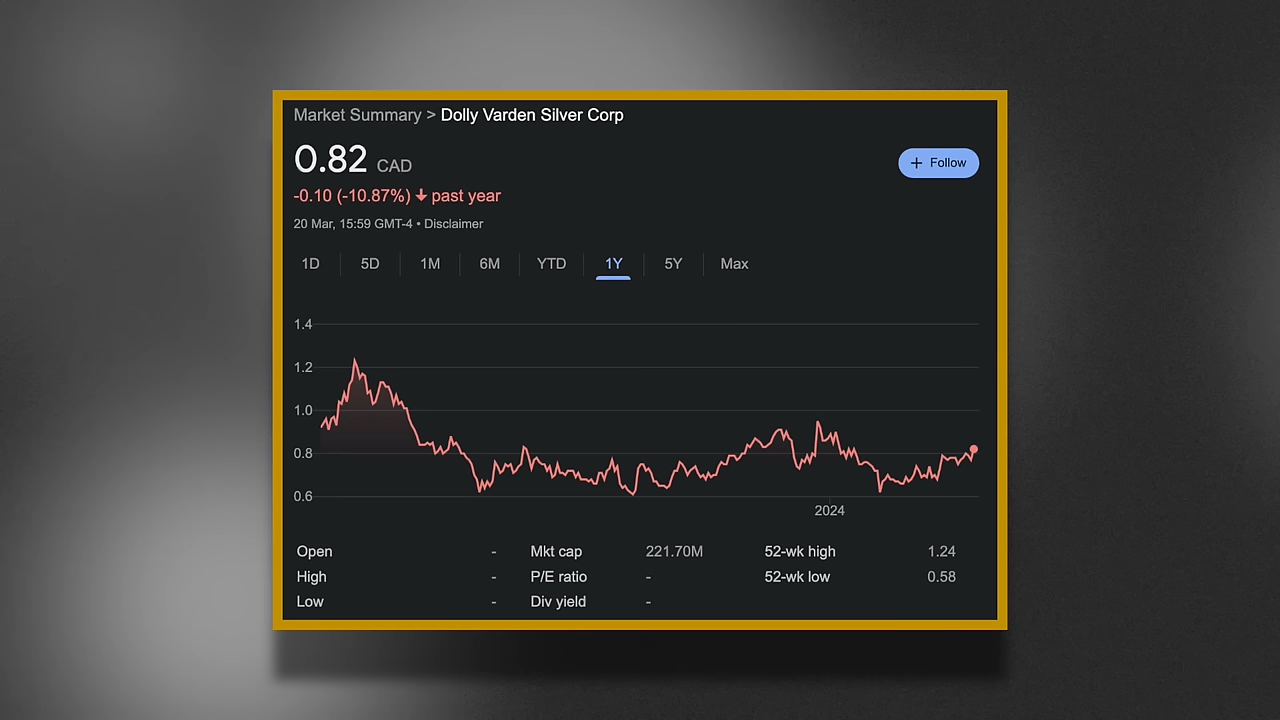 Market Summary > Dolly Varden Silver Corp
0.82 CAD
+ Follow
-0.10 (-10.87%) ↓ past year
20 Mar, 15:59 GMT-4 • Disclaimer
1D 5D 1M 6M YTD 1Y 5Y Max
1.4
1.2
1.0
0.8
0.6
2024
Open - Mkt cap 221.70M 52-wk high 1.24
High - P/E ratio - 52-wk low 0.58
Low - Div yield -